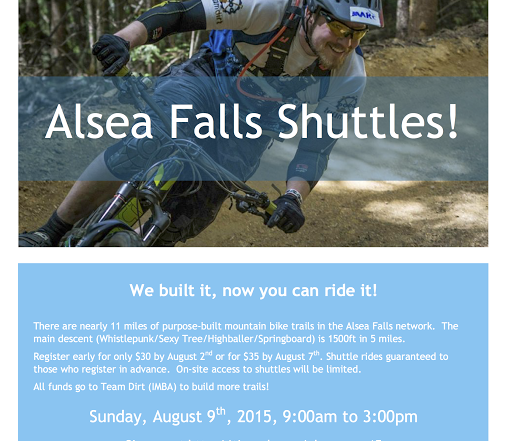 Alsea Falls Shuttles!
We built it, now you can ride it!
There are nearly 11 miles of purpose-built mountain bike trails in the Alsea Falls network. The
main descent (Whistlepunk/Sexy Tree/Highballer/Springboard) is 1500ft in 5 miles.
Register early for only $30 by August 2nd or for $35 by August 7th. Shuttle rides guaranteed to
those who register in advance. On-site access to shuttles will be limited.
All funds go to Team Dirt (IMBA) to build more trails!
Sunday, August 9th, 2015, 9:00am to 3:00pm